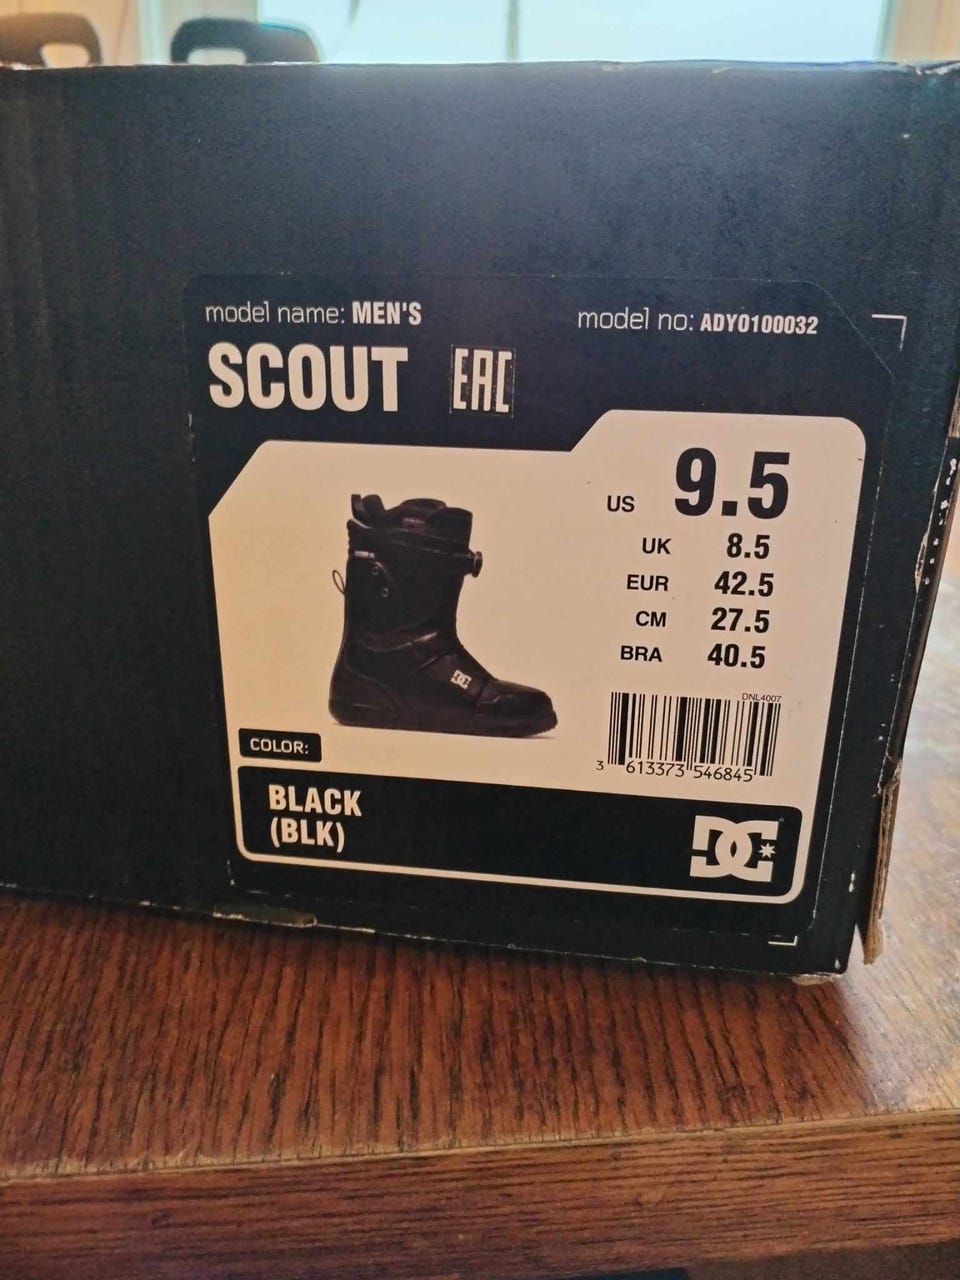 model name: MEN'S
model no: ADYO100032
SCOUT
EAC
US 9.5
UK 8.5
EUR 42.5
CM 27.5
BRA 40.5
DNL4007
3 613373 546845
COLOR:
BLACK
(BLK)
DC